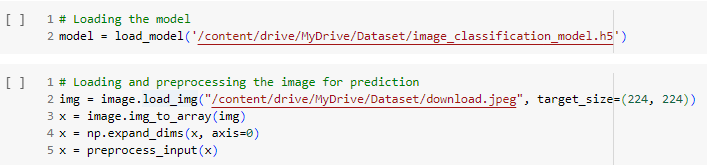 [ ] 1 # Loading the model
2 model = load_model('/content/drive/MyDrive/Dataset/image_classification_model.h5')
[ ] 1 # Loading and preprocessing the image for prediction
2 img = image.load_img("/content/drive/MyDrive/Dataset/download.jpeg", target_size=(224, 224))
3 x = image.img_to_array(img)
4 x = np.expand_dims(x, axis=0)
5 x = preprocess_input(x)